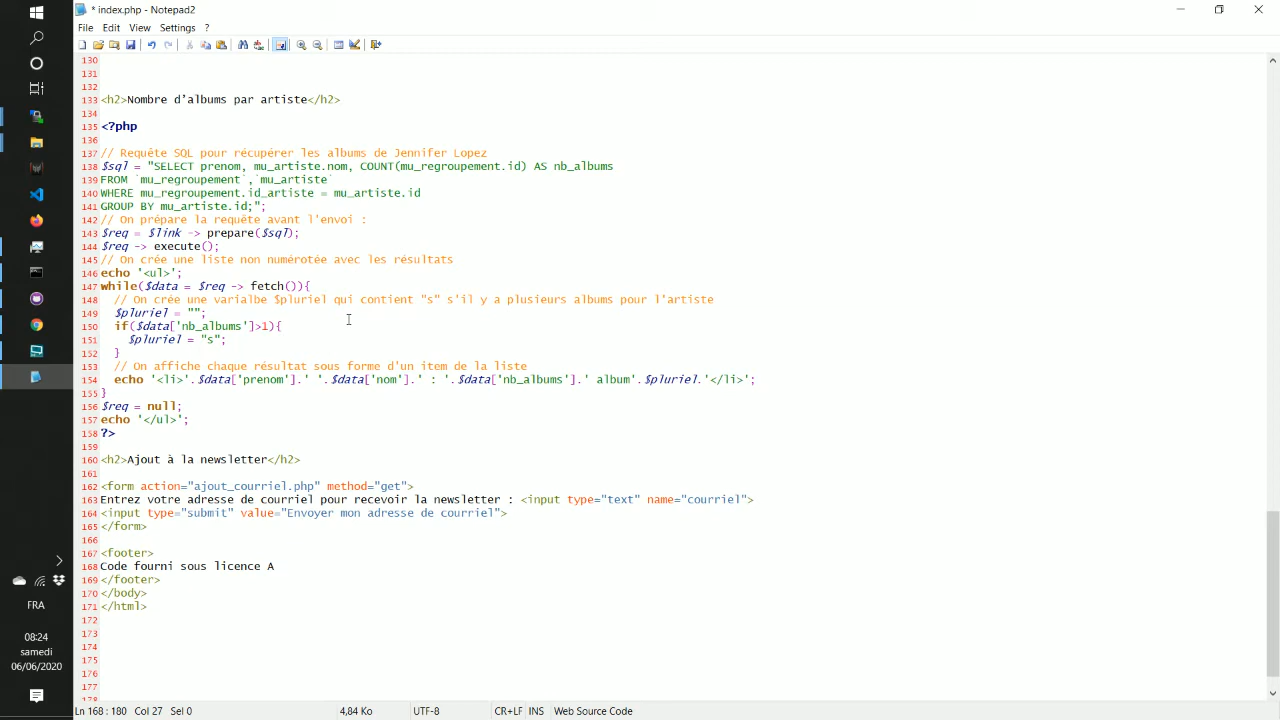 * index.php - Notepad2
File Edit View Settings ?
130
131
132
133 <h2>Nombre d’albums par artiste</h2>
134
135 <?php
136
137 // Requête SQL pour récupérer les albums de Jennifer Lopez
138 $sql = "SELECT prenom, mu_artiste.nom, COUNT(mu_regroupement.id) AS nb_albums
139 FROM `mu_regroupement`,`mu_artiste`
140 WHERE mu_regroupement.id_artiste = mu_artiste.id
141 GROUP BY mu_artiste.id;";
142 // On prépare la requête avant l'envoi :
143 $req = $link -> prepare($sql);
144 $req -> execute();
145 // On crée une liste non numérotée avec les résultats
146 echo '<ul>';
147 while($data = $req -> fetch()){
148 // On crée une varialbe $pluriel qui contient "s" s'il y a plusieurs albums pour l'artiste
149 $pluriel = "";
150 if($data['nb_albums']>1){
151 $pluriel = "s";
152 }
153 // On affiche chaque résultat sous forme d'un item de la liste
154 echo '<li>'.$data['prenom'].' '.$data['nom'].' : '.$data['nb_albums'].' album'.$pluriel.'</li>';
155 }
156 $req = null;
157 echo '</ul>';
158 ?>
159
160 <h2>Ajout à la newsletter</h2>
161
162 <form action="ajout_courriel.php" method="get">
163 Entrez votre adresse de courriel pour recevoir la newsletter : <input type="text" name="courriel">
164 <input type="submit" value="Envoyer mon adresse de courriel">
165 </form>
166
167 <footer>
168 Code fourni sous licence A
169 </footer>
170 </body>
171 </html>
172
173
174
175
176
177
178
FRA
08:24
samedi
06/06/2020
Ln 168 : 180 Col 27 Sel 0 4,84 Ko UTF-8 CR+LF INS Web Source Code